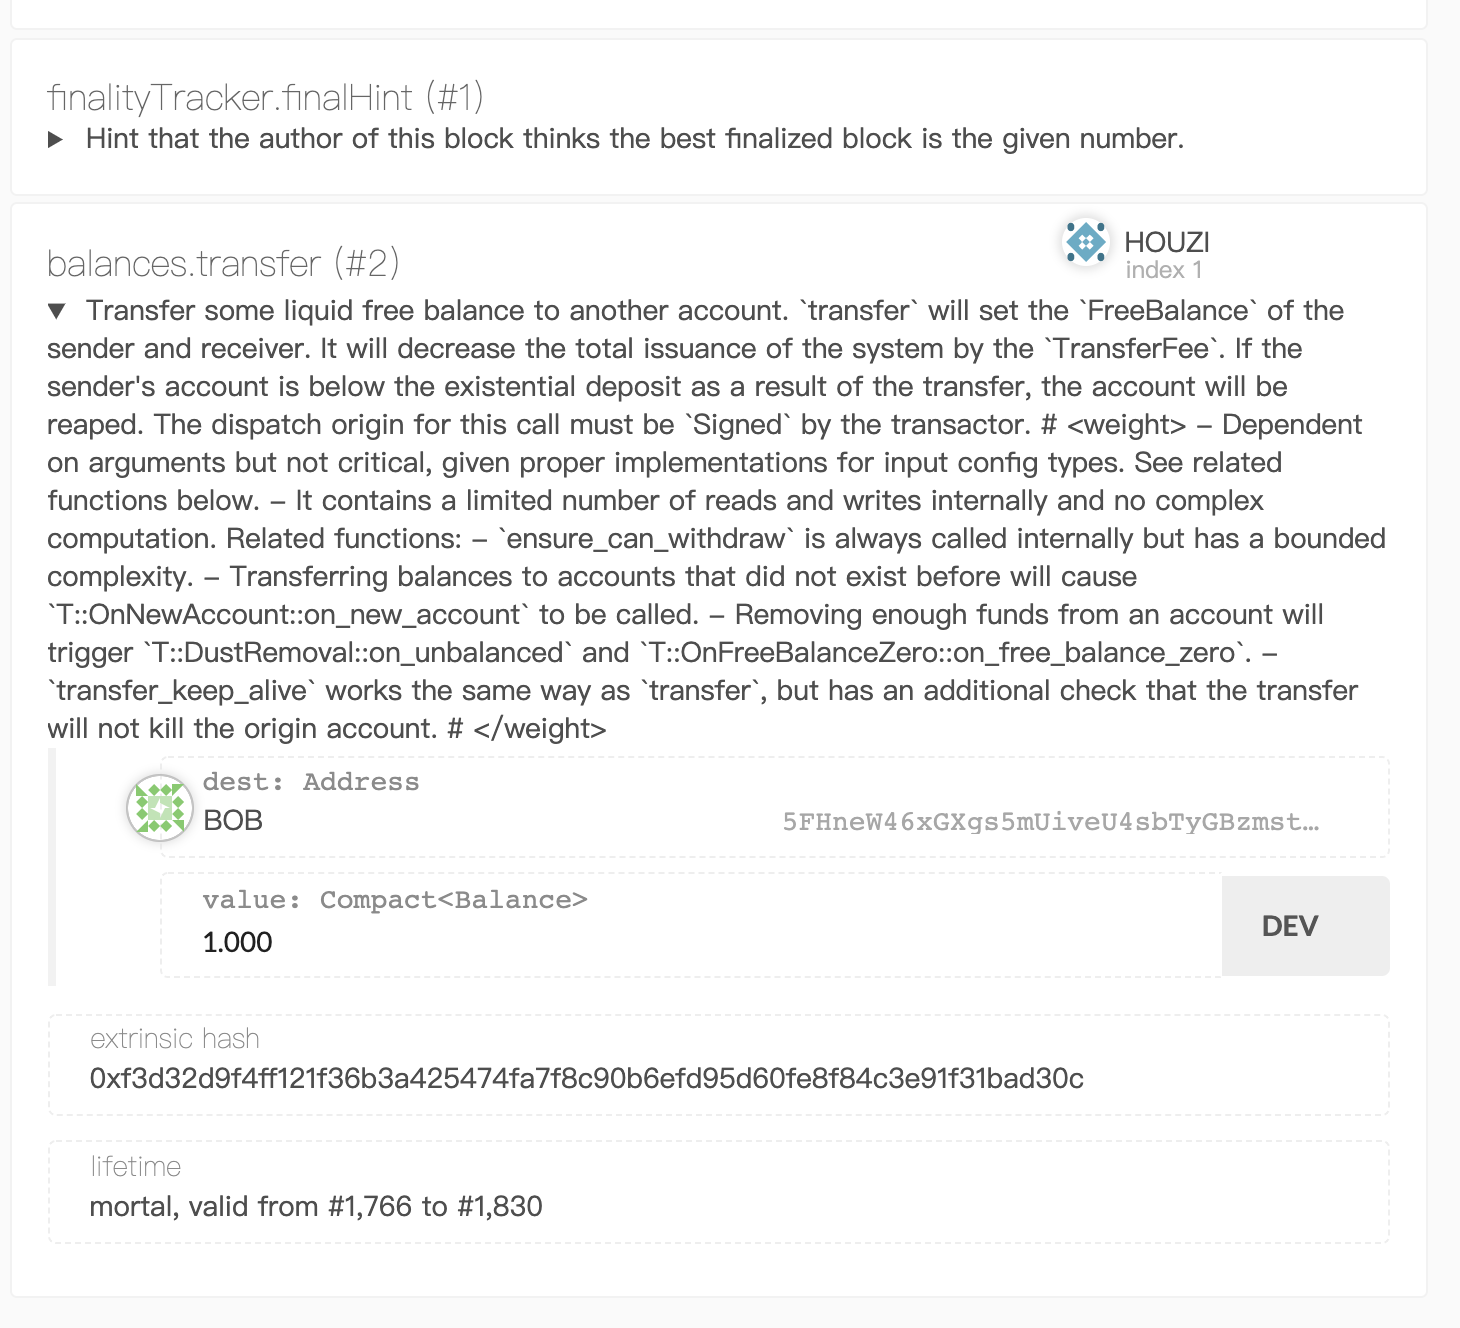 finalityTracker.finalHint (#1)
▶ Hint that the author of this block thinks the best finalized block is the given number.
balances.transfer (#2)
HOUZI
index 1
▼ Transfer some liquid free balance to another account. `transfer` will set the `FreeBalance` of the
sender and receiver. It will decrease the total issuance of the system by the `TransferFee`. If the
sender's account is below the existential deposit as a result of the transfer, the account will be
reaped. The dispatch origin for this call must be `Signed` by the transactor. # <weight> – Dependent
on arguments but not critical, given proper implementations for input config types. See related
functions below. – It contains a limited number of reads and writes internally and no complex
computation. Related functions: – `ensure_can_withdraw` is always called internally but has a bounded
complexity. – Transferring balances to accounts that did not exist before will cause
`T::OnNewAccount::on_new_account` to be called. – Removing enough funds from an account will
trigger `T::DustRemoval::on_unbalanced` and `T::OnFreeBalanceZero::on_free_balance_zero`. –
`transfer_keep_alive` works the same way as `transfer`, but has an additional check that the transfer
will not kill the origin account. # </weight>
dest: Address
BOB
5FHneW46xGXgs5mUiveU4sbTyGBzmst…
value: Compact<Balance>
1.000
DEV
extrinsic hash
0xf3d32d9f4ff121f36b3a425474fa7f8c90b6efd95d60fe8f84c3e91f31bad30c
lifetime
mortal, valid from #1,766 to #1,830